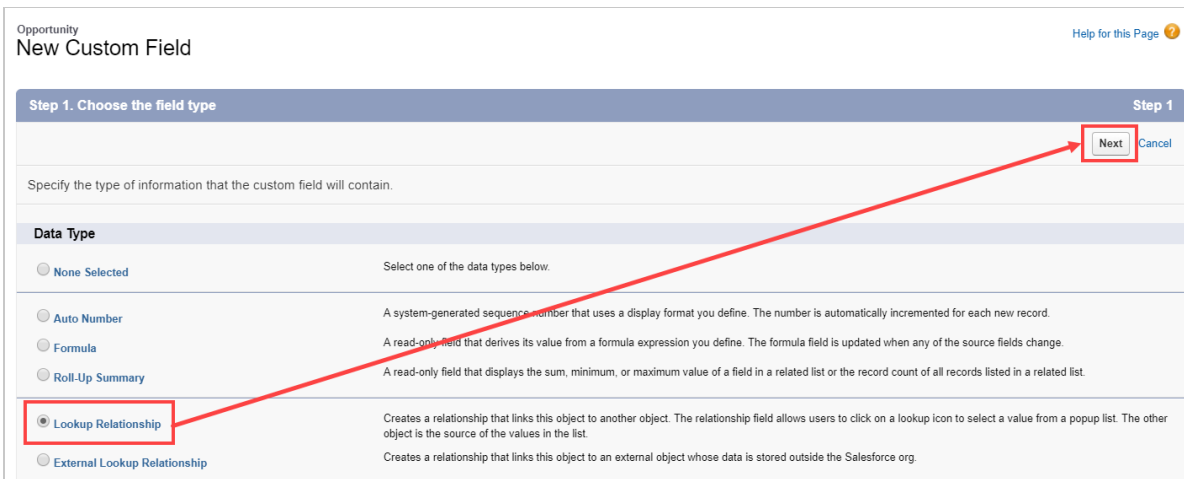 Opportunity
New Custom Field
Help for this Page
Step 1. Choose the field type
Step 1
Next
Cancel
Specify the type of information that the custom field will contain.
Data Type
None Selected
Select one of the data types below.
Auto Number
A system-generated sequence number that uses a display format you define. The number is automatically incremented for each new record.
Formula
A read-only field that derives its value from a formula expression you define. The formula field is updated when any of the source fields change.
Roll-Up Summary
A read-only field that displays the sum, minimum, or maximum value of a field in a related list or the record count of all records listed in a related list.
Lookup Relationship
Creates a relationship that links this object to another object. The relationship field allows users to click on a lookup icon to select a value from a popup list. The other
object is the source of the values in the list.
External Lookup Relationship
Creates a relationship that links this object to an external object whose data is stored outside the Salesforce org.